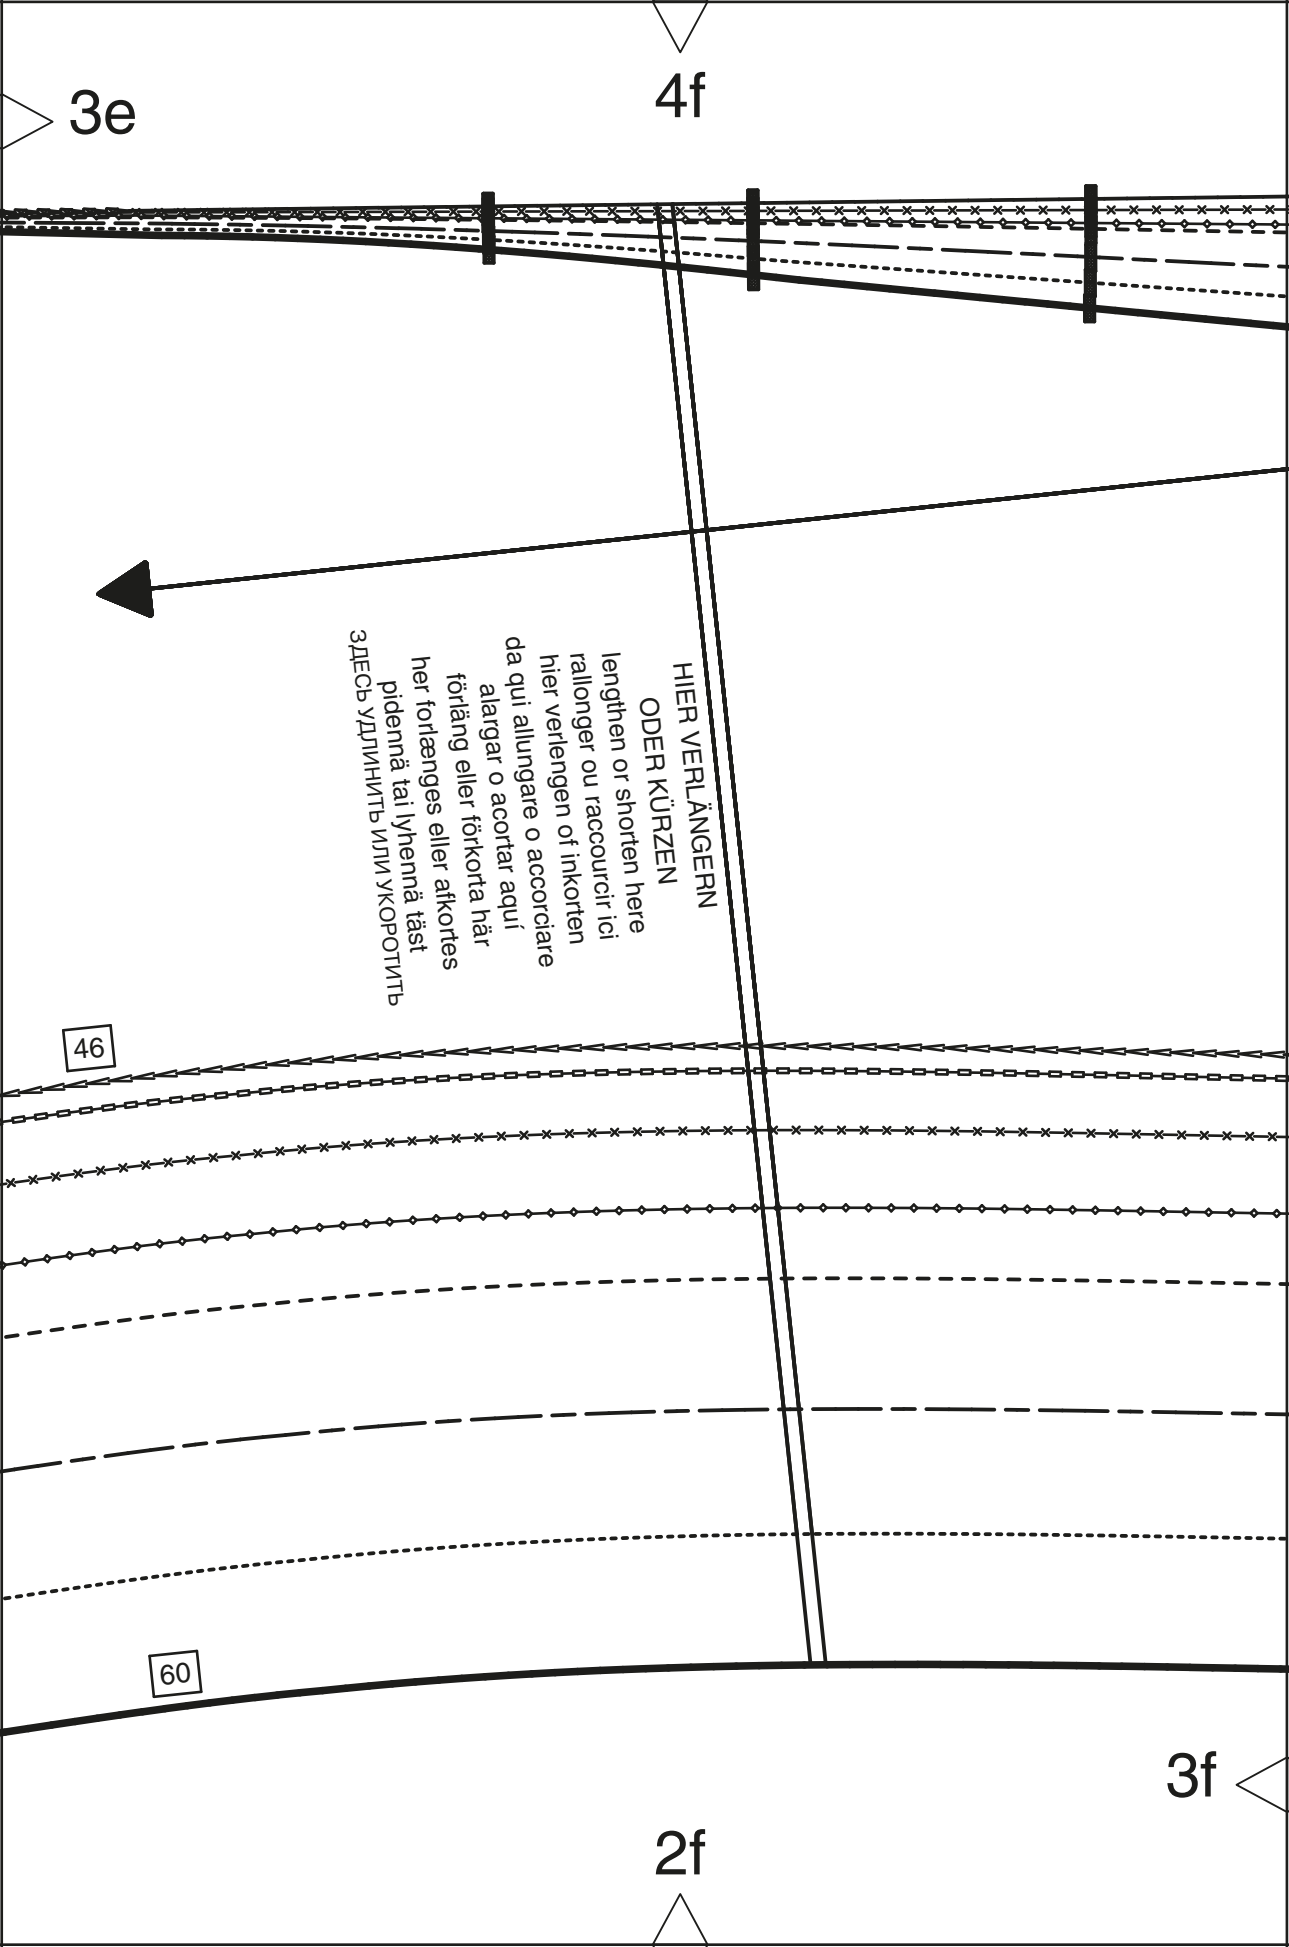 4f
3e
HIER VERLÄNGERN
ODER KÜRZEN
lengthen or shorten here
rallonger ou raccourcir ici
hier verlengen of inkorten
da qui allungare o accorciare
alargar o acortar aquí
förläng eller förkorta här
her forlænges eller afkortes
pidennä tai lyhennä täst
ЗДЕСЬ УДЛИНИТЬ ИЛИ УКОРОТИТЬ
46
60
3f
2f